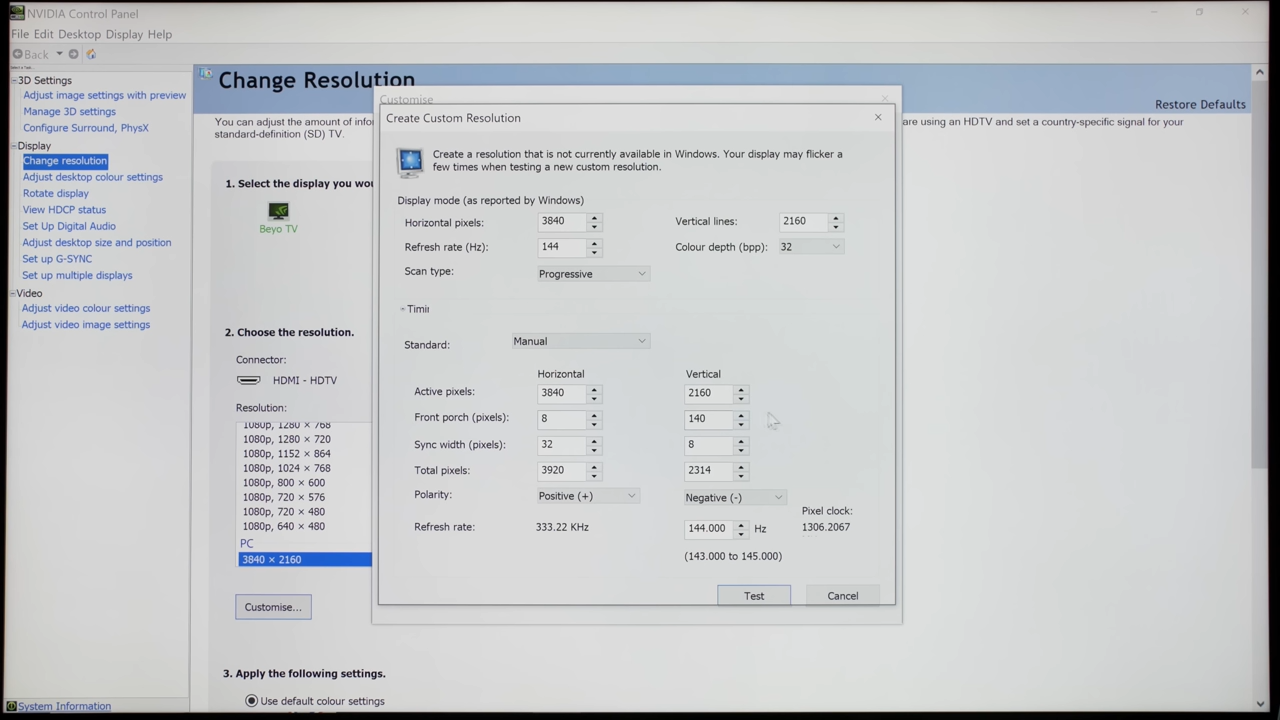 NVIDIA Control Panel
File Edit Desktop Display Help
Back
3D Settings
Adjust image settings with preview
Manage 3D settings
Configure Surround, PhysX
Display
Change resolution
Adjust desktop colour settings
Rotate display
View HDCP status
Set Up Digital Audio
Adjust desktop size and position
Set up G-SYNC
Set up multiple displays
Video
Adjust video colour settings
Adjust video image settings
System Information
Change Resolution
Restore Defaults
You can adjust the amount of infor
are using an HDTV and set a country-specific signal for your
standard-definition (SD) TV.
1. Select the display you wou
Beyo TV
2. Choose the resolution.
Connector:
HDMI - HDTV
Resolution:
1080p, 1280 × 768
1080p, 1280 × 720
1080p, 1152 × 864
1080p, 1024 × 768
1080p, 800 × 600
1080p, 720 × 576
1080p, 720 × 480
1080p, 640 × 480
PC
3840 × 2160
Customise...
3. Apply the following settings.
Use default colour settings
Customise
Create Custom Resolution
Create a resolution that is not currently available in Windows. Your display may flicker a
few times when testing a new custom resolution.
Display mode (as reported by Windows)
Horizontal pixels: 3840 Vertical lines: 2160
Refresh rate (Hz): 144 Colour depth (bpp): 32
Scan type: Progressive
Timin
Standard: Manual
Horizontal Vertical
Active pixels: 3840 2160
Front porch (pixels): 8 140
Sync width (pixels): 32 8
Total pixels: 3920 2314
Polarity: Positive (+) Negative (-)
Pixel clock:
Refresh rate: 333.22 KHz 144.000 Hz 1306.2067
(143.000 to 145.000)
Test Cancel